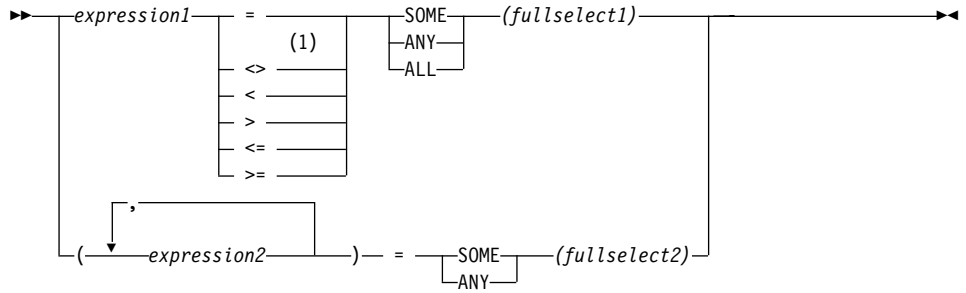 expression1 = SOME (fullselect1)
(1)
<> ANY
< ALL
>
<=
>=
,
( expression2 ) = SOME (fullselect2)
ANY